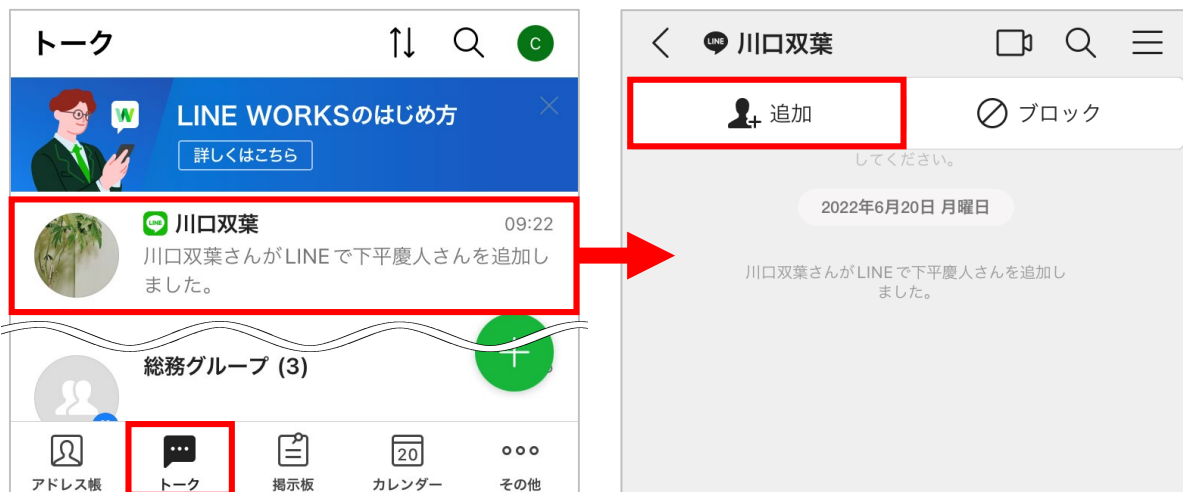 トーク
C
W
LINE WORKSのはじめ方
詳しくはこちら
LINE 川口双葉
09:22
川口双葉さんがLINEで下平慶人さんを追加し
ました。
総務グループ (3)
20
アドレス帳
トーク
掲示板
カレンダー
その他
LINE 川口双葉
追加
ブロック
してください。
2022年6月20日 月曜日
川口双葉さんがLINEで下平慶人さんを追加し
ました。